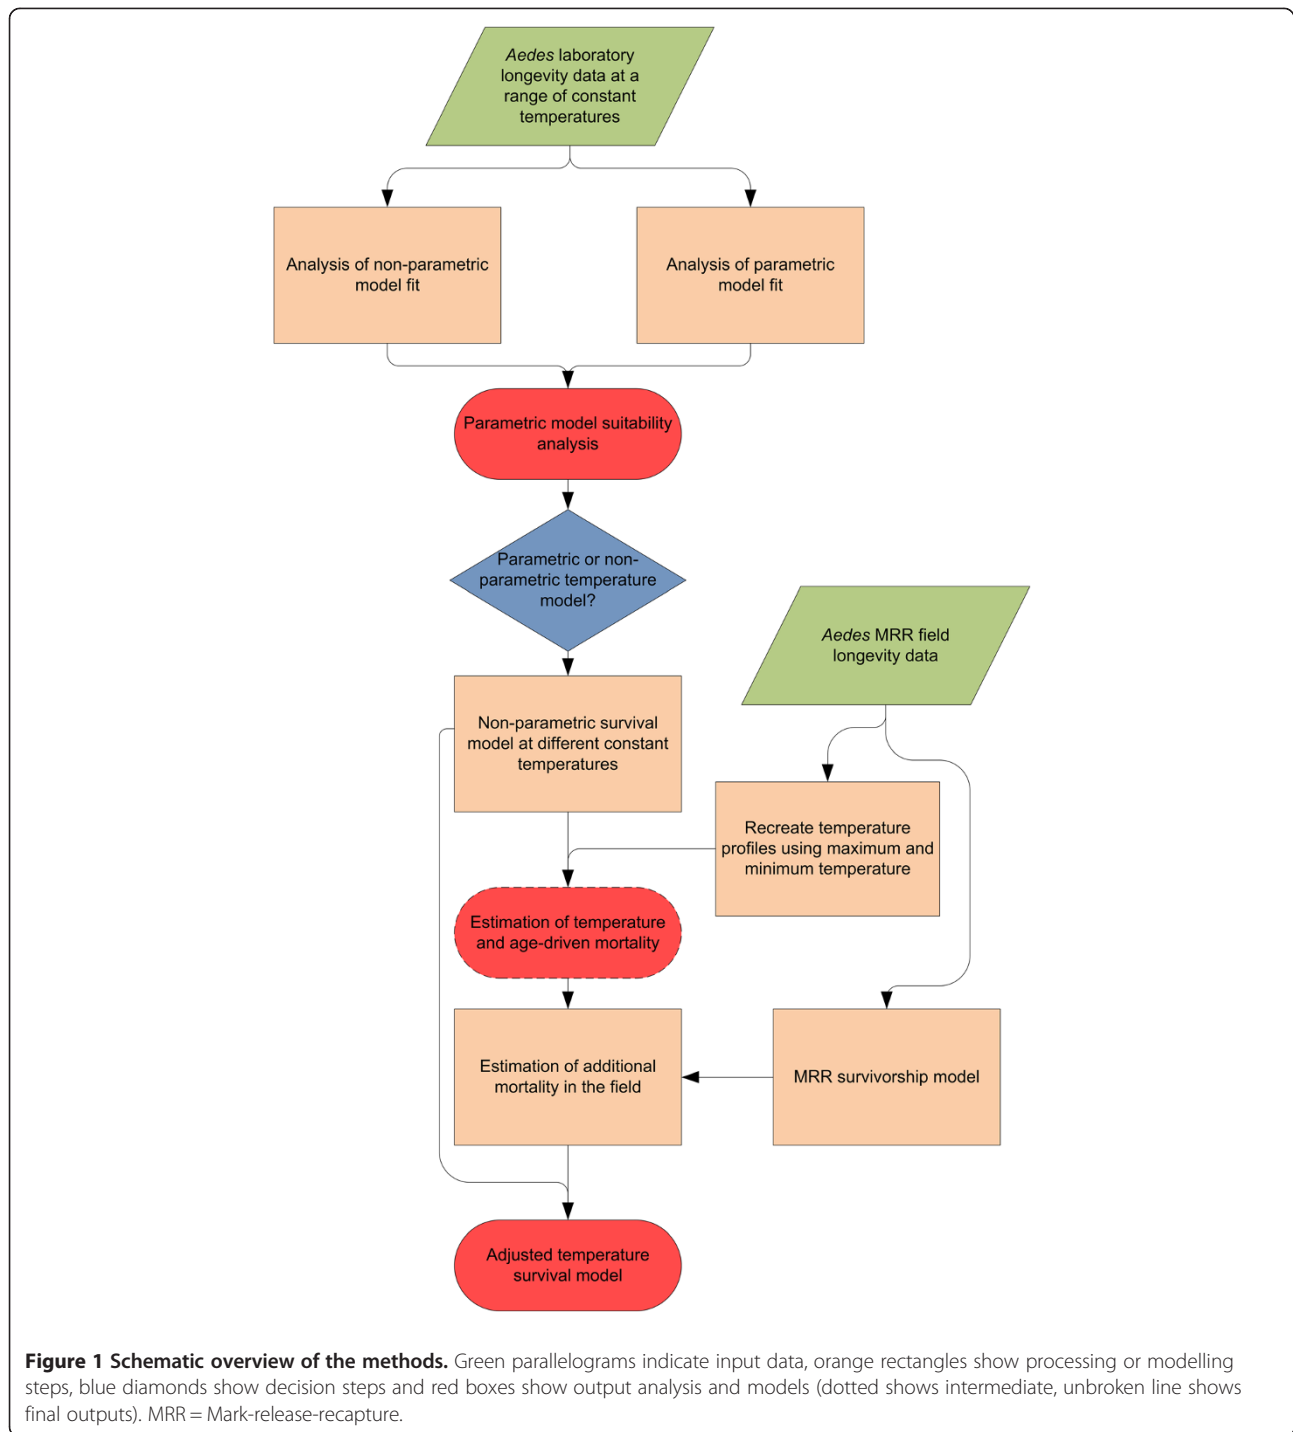 Aedes laboratory
longevity data at a
range of constant
temperatures
Analysis of non-parametric
model fit
Analysis of parametric
model fit
Parametric model suitability
analysis
Parametric or non-
parametric temperature
model?
Aedes MRR field
longevity data
Non-parametric survival
model at different constant
temperatures
Recreate temperature
profiles using maximum and
minimum temperature
Estimation of temperature
and age-driven mortality
Estimation of additional
mortality in the field
MRR survivorship model
Adjusted temperature
survival model
Figure 1 Schematic overview of the methods. Green parallelograms indicate input data, orange rectangles show processing or modelling
steps, blue diamonds show decision steps and red boxes show output analysis and models (dotted shows intermediate, unbroken line shows
final outputs). MRR = Mark-release-recapture.